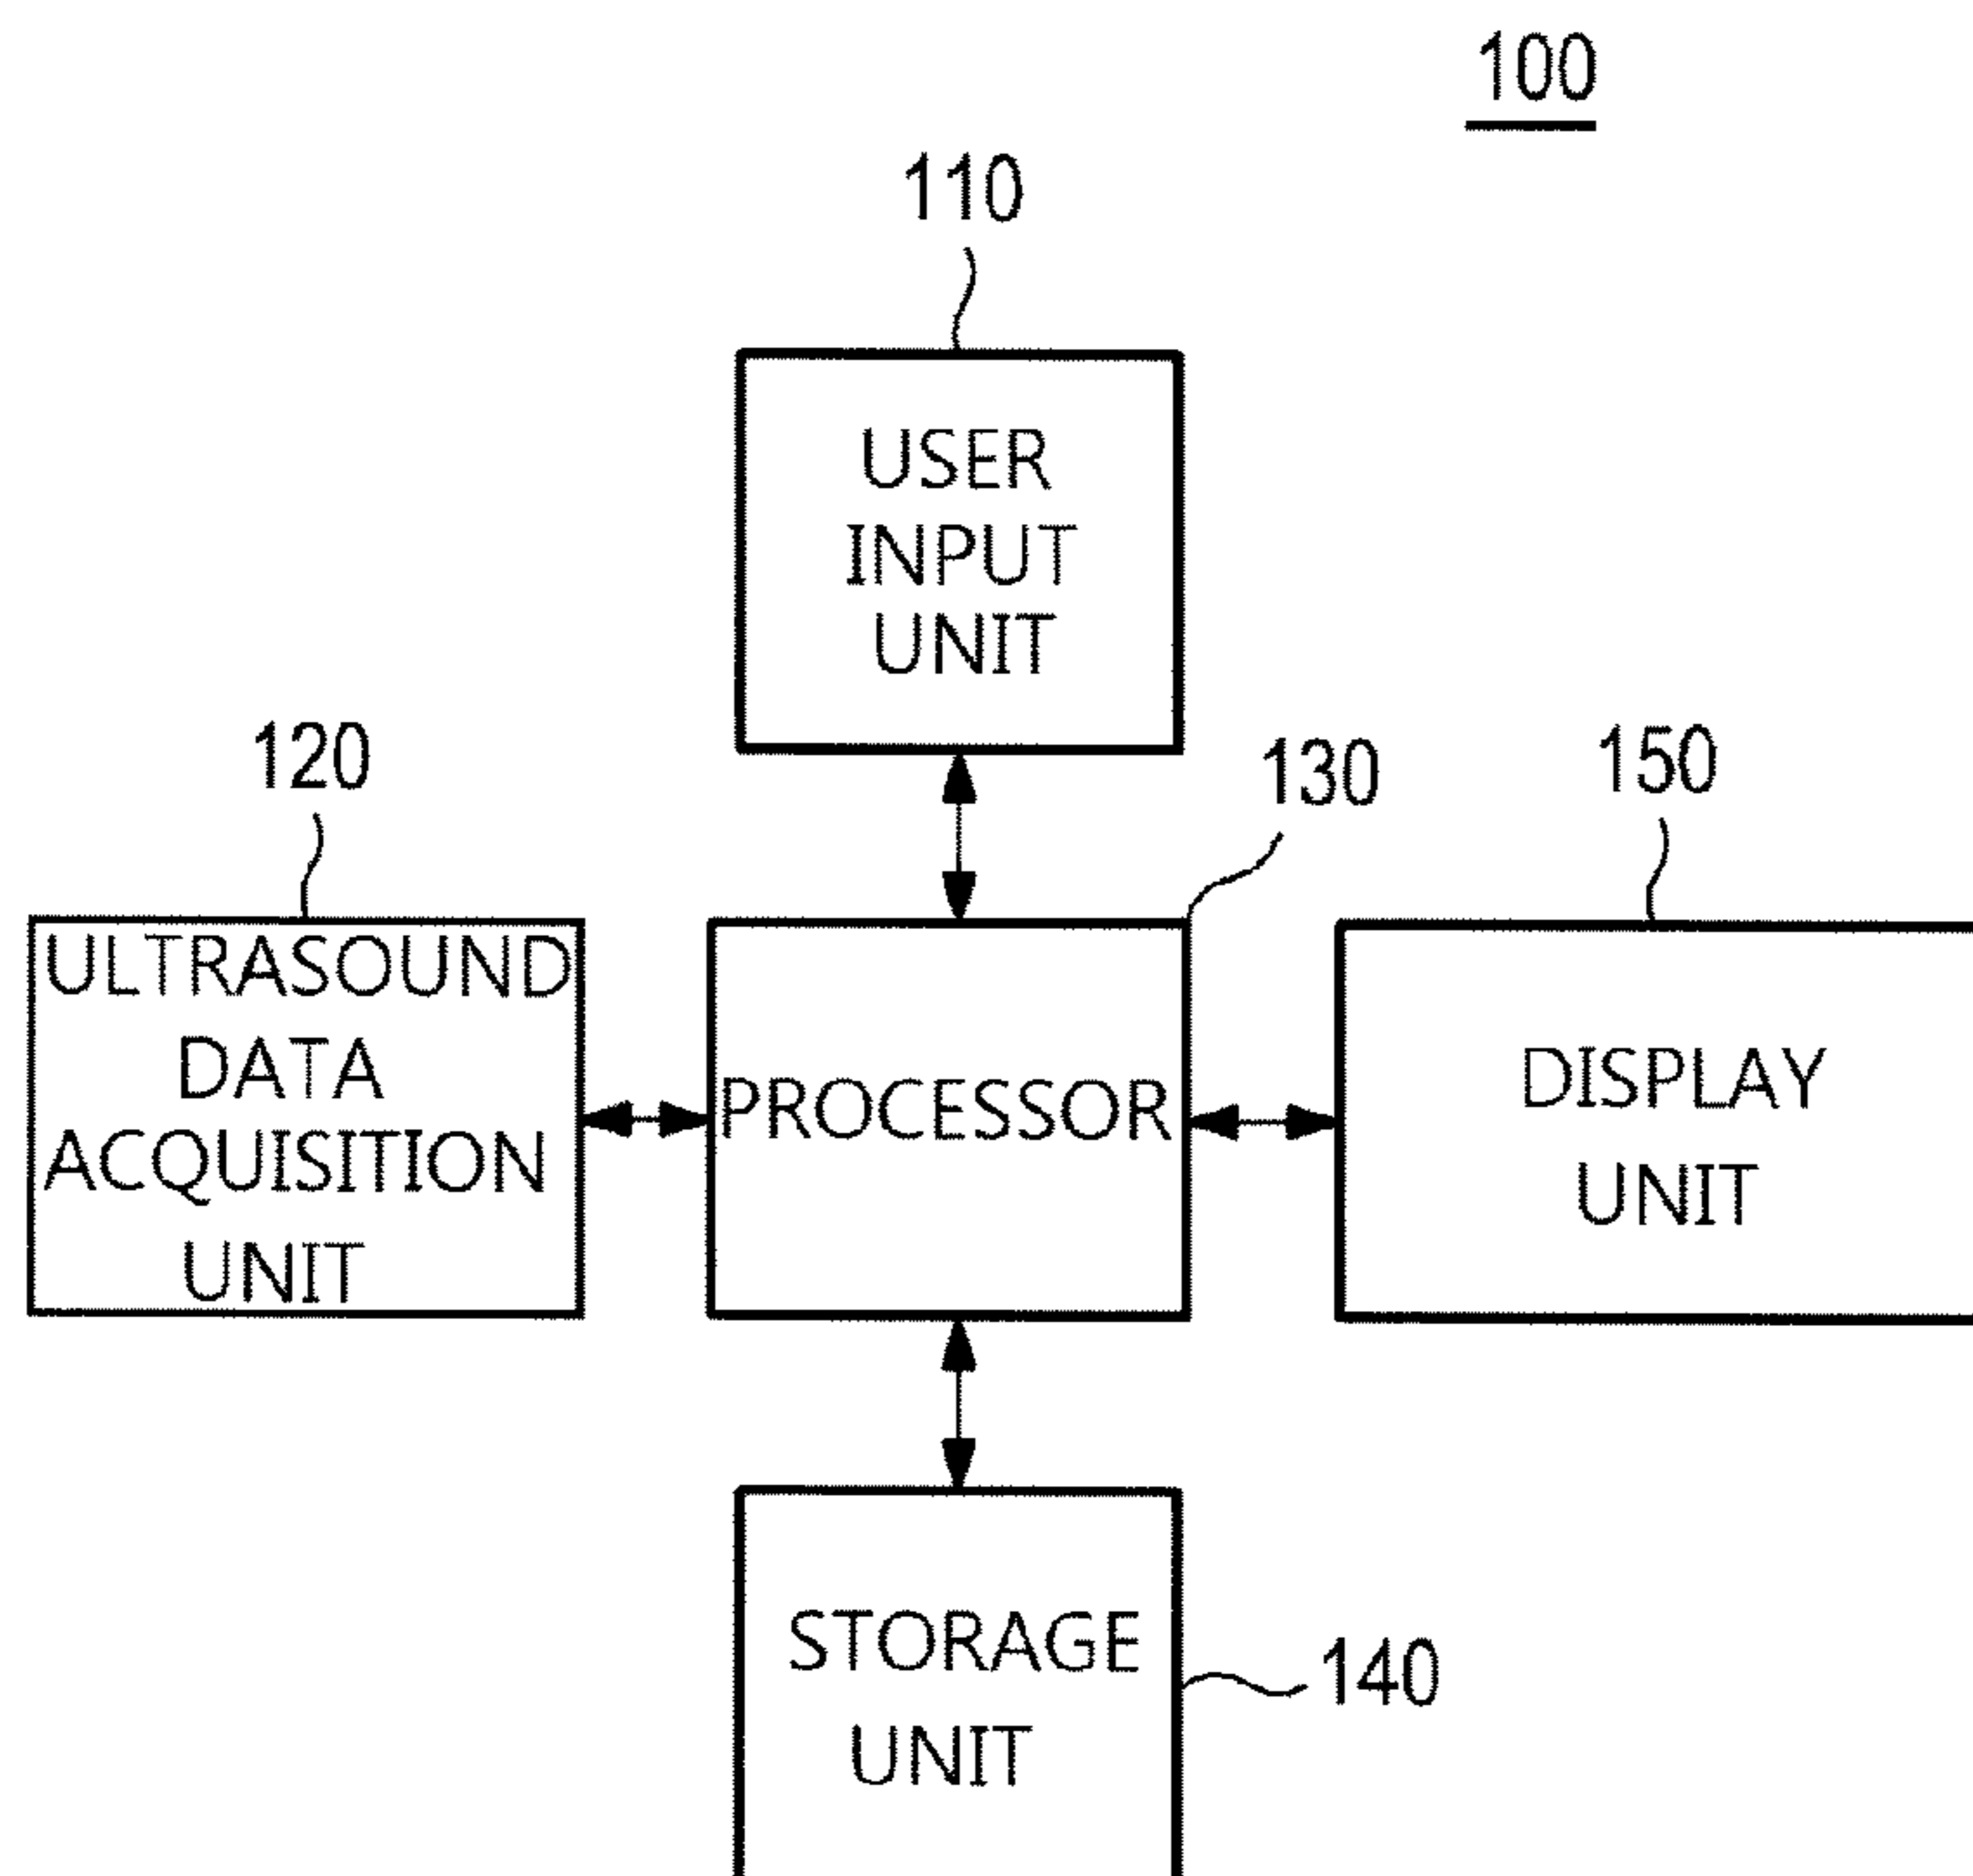 100
110
USER
INPUT
UNIT
120
130
150
ULTRASOUND
DATA
ACQUISITION
UNIT
PROCESSOR
DISPLAY
UNIT
STORAGE
UNIT
140